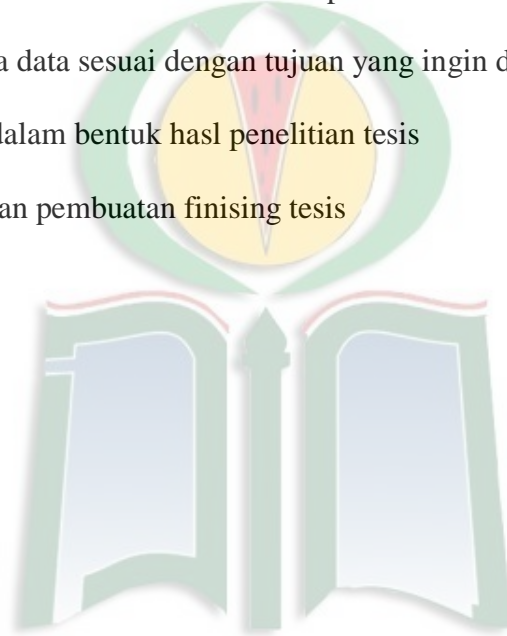 a data sesuai dengan tujuan yang ingin d
dalam bentuk hasl penelitian tesis
an pembuatan finising tesis